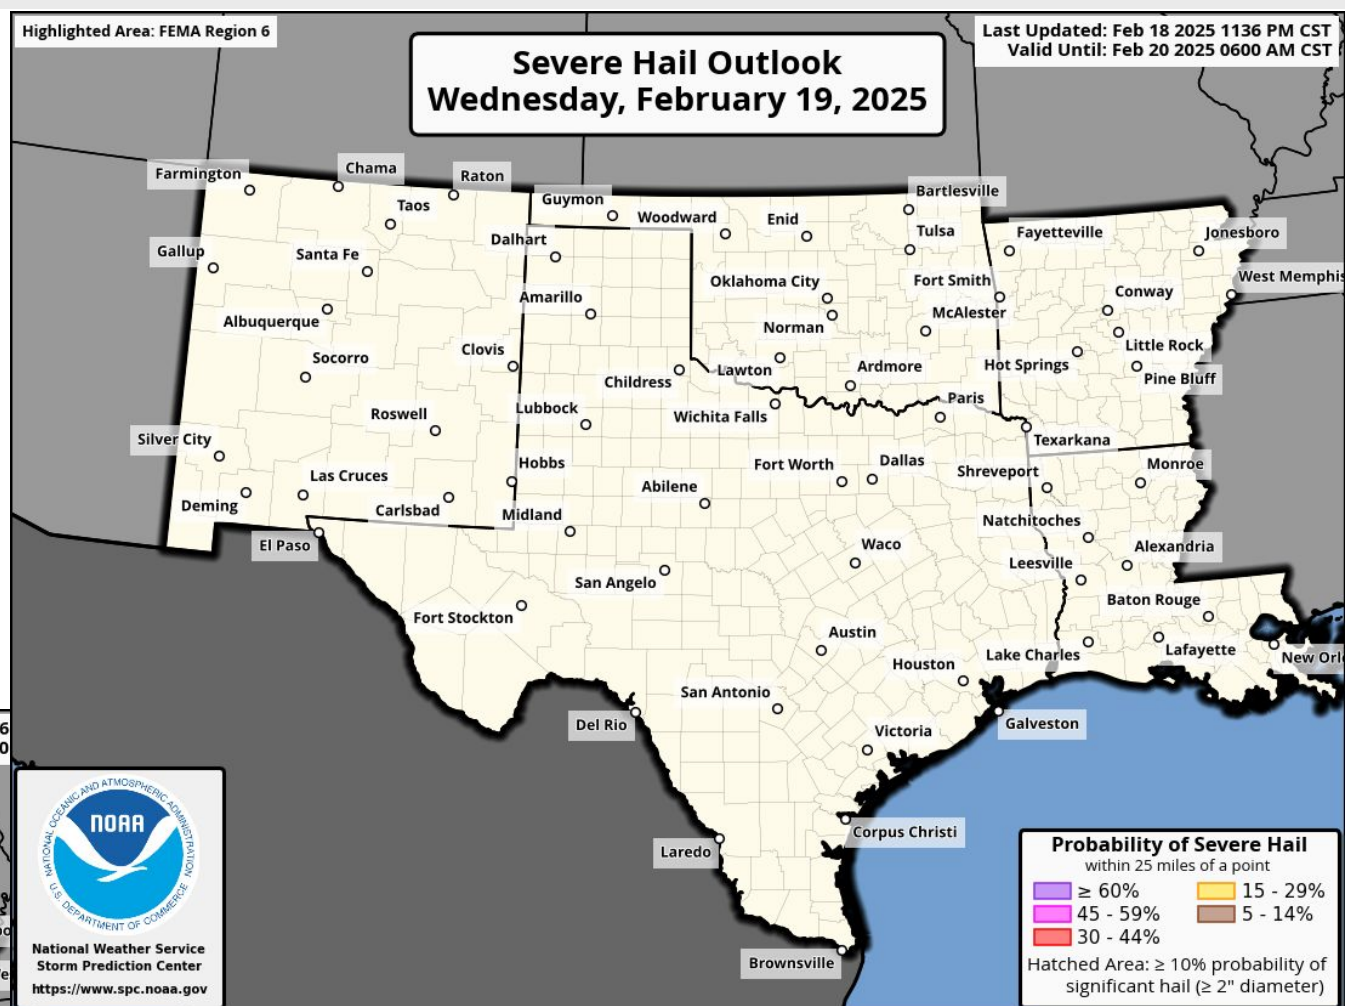 Highlighted Area: FEMA Region 6
Last Updated: Feb 18 2025 1136 PM CST
Valid Until: Feb 20 2025 0600 AM CST
Severe Hail Outlook
Wednesday, February 19, 2025
Farmington
Chama
Raton
Taos
Guymon
Woodward
Enid
Bartlesville
Tulsa
Fayetteville
Jonesboro
Gallup
Santa Fe
Dalhart
Oklahoma City
Fort Smith
West Memphis
Albuquerque
Amarillo
Norman
McAlester
Conway
Socorro
Clovis
Childress
Lawton
Ardmore
Hot Springs
Little Rock
Pine Bluff
Roswell
Lubbock
Wichita Falls
Paris
Texarkana
Silver City
Hobbs
Las Cruces
Abilene
Fort Worth
Dallas
Shreveport
Monroe
Deming
Carlsbad
Midland
Natchitoches
El Paso
Waco
Alexandria
San Angelo
Leesville
Fort Stockton
Baton Rouge
Austin
Lake Charles
Lafayette
New Orl
Houston
San Antonio
Del Rio
Victoria
Galveston
Corpus Christi
Laredo
Brownsville
6
0
NATIONAL OCEANIC AND ATMOSPHERIC ADMINISTRATION
NOAA
U.S. DEPARTMENT OF COMMERCE
National Weather Service
Storm Prediction Center
https://www.spc.noaa.gov
Probability of Severe Hail
within 25 miles of a point
≥ 60%
15 - 29%
45 - 59%
5 - 14%
30 - 44%
Hatched Area: ≥ 10% probability of
significant hail (≥ 2" diameter)